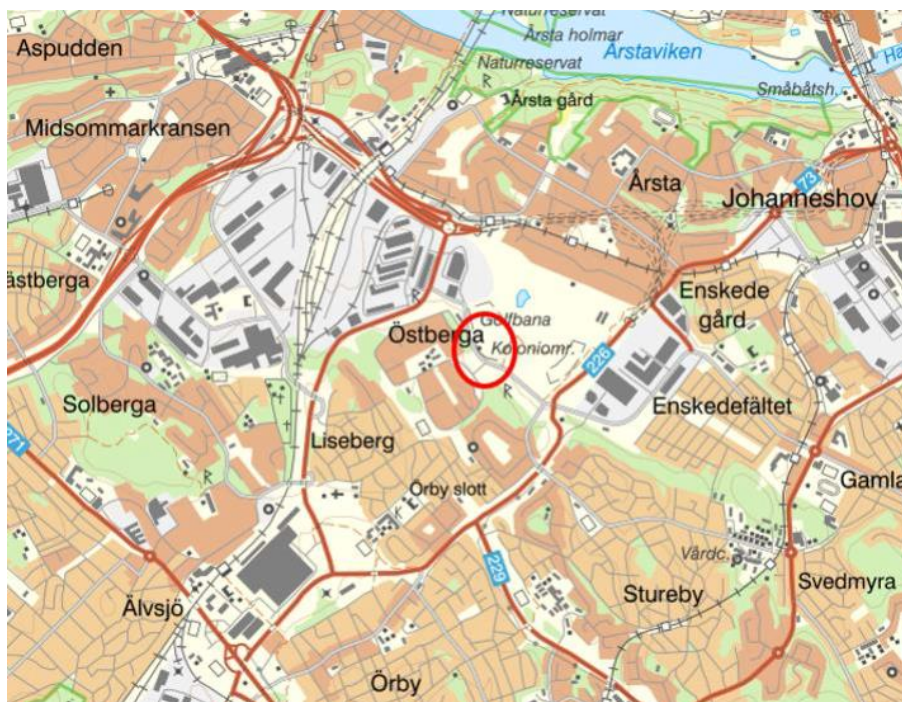 Naturreservat
Årsta holmar
Årstaviken
Naturreservat
Aspudden
Småbåtsh.
Årsta gård
Midsommarkransen
Årsta
73
Johanneshov
ästberga
Enskede
gård
Golfbana
Östberga
Koloniomr.
226
Enskedefältet
Solberga
Liseberg
271
Gamla
Örby slott
Vårdc.
229
Svedmyra
Stureby
Älvsjö
Örby